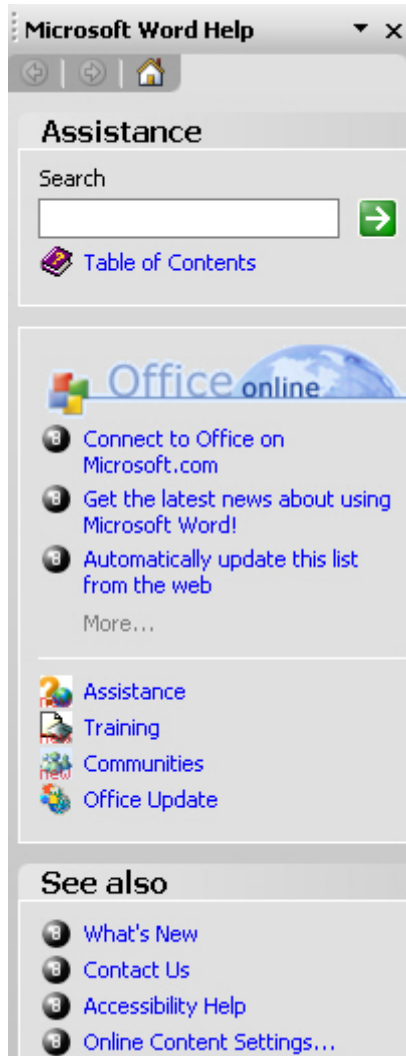 Microsoft Word Help
Assistance
Search
Table of Contents
Office online
Connect to Office on
Microsoft.com
Get the latest news about using
Microsoft Word!
Automatically update this list
from the web
More...
Assistance
Training
Communities
Office Update
See also
What's New
Contact Us
Accessibility Help
Online Content Settings...